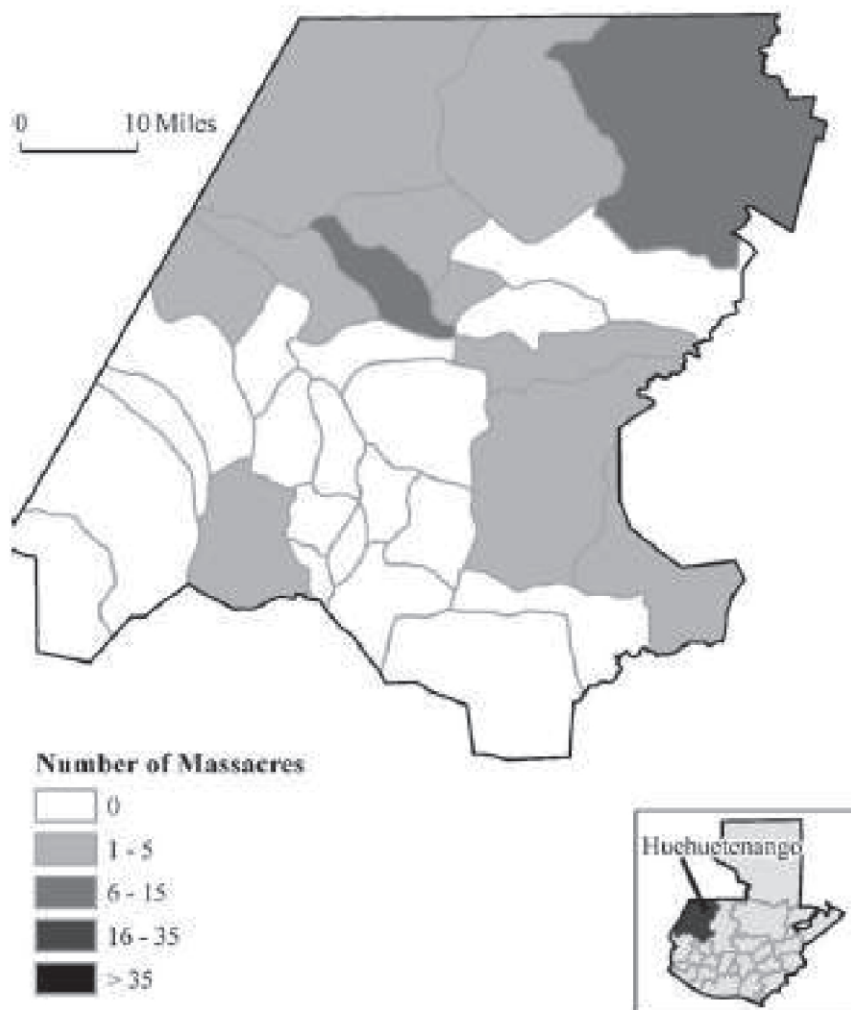 0 10 Miles
Number of Massacres
0
1 - 5
6 - 15
16 - 35
> 35
Huehuetenango